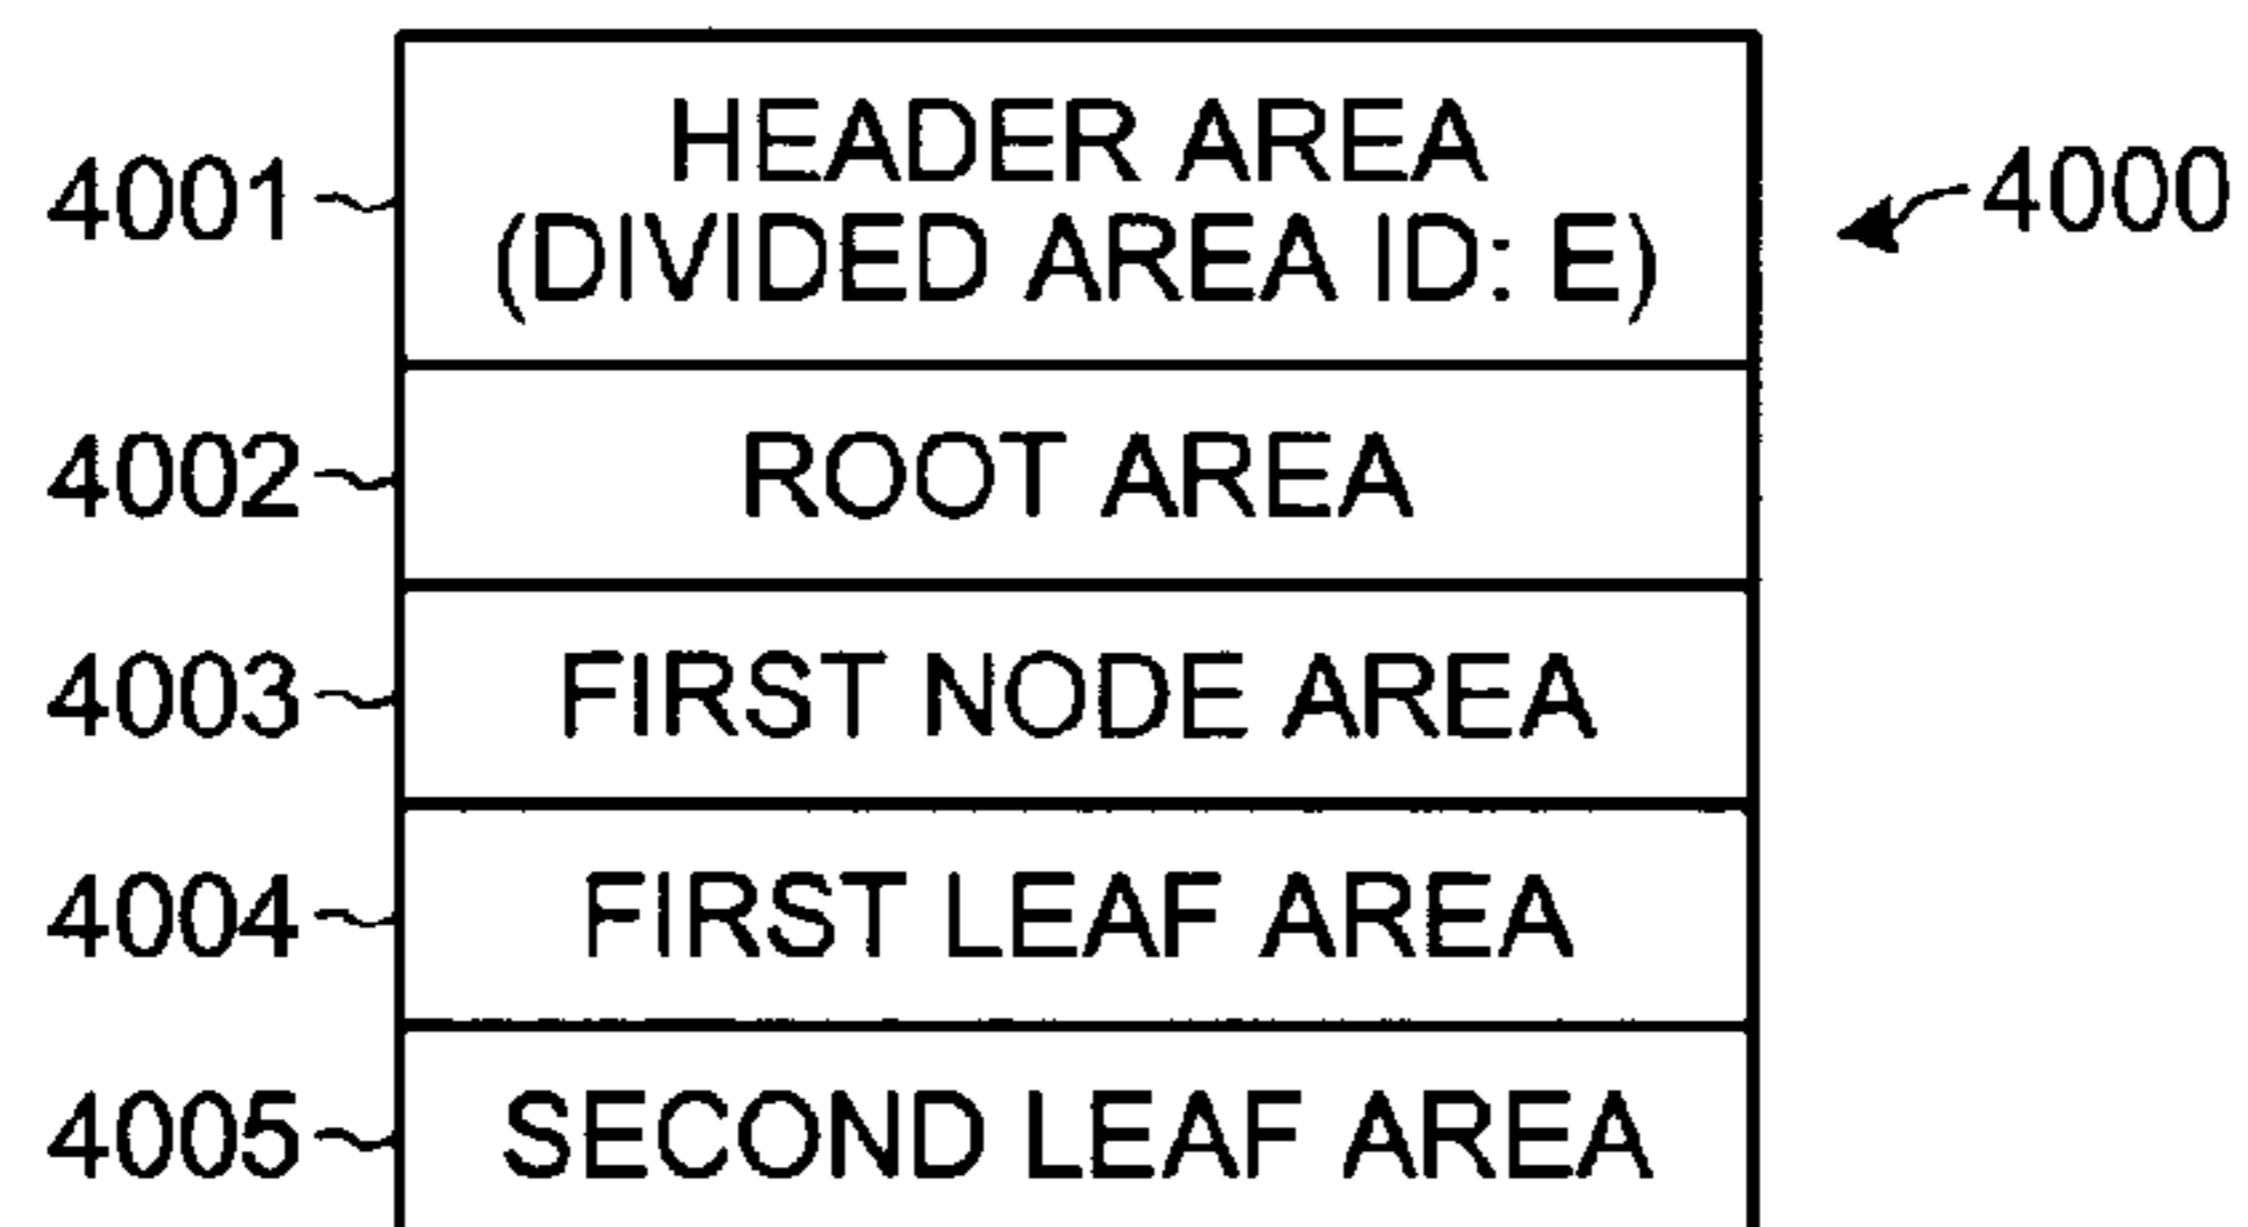 4001
HEADER AREA
(DIVIDED AREA ID: E)
4000
4002
ROOT AREA
4003
FIRST NODE AREA
4004
FIRST LEAF AREA
4005
SECOND LEAF AREA